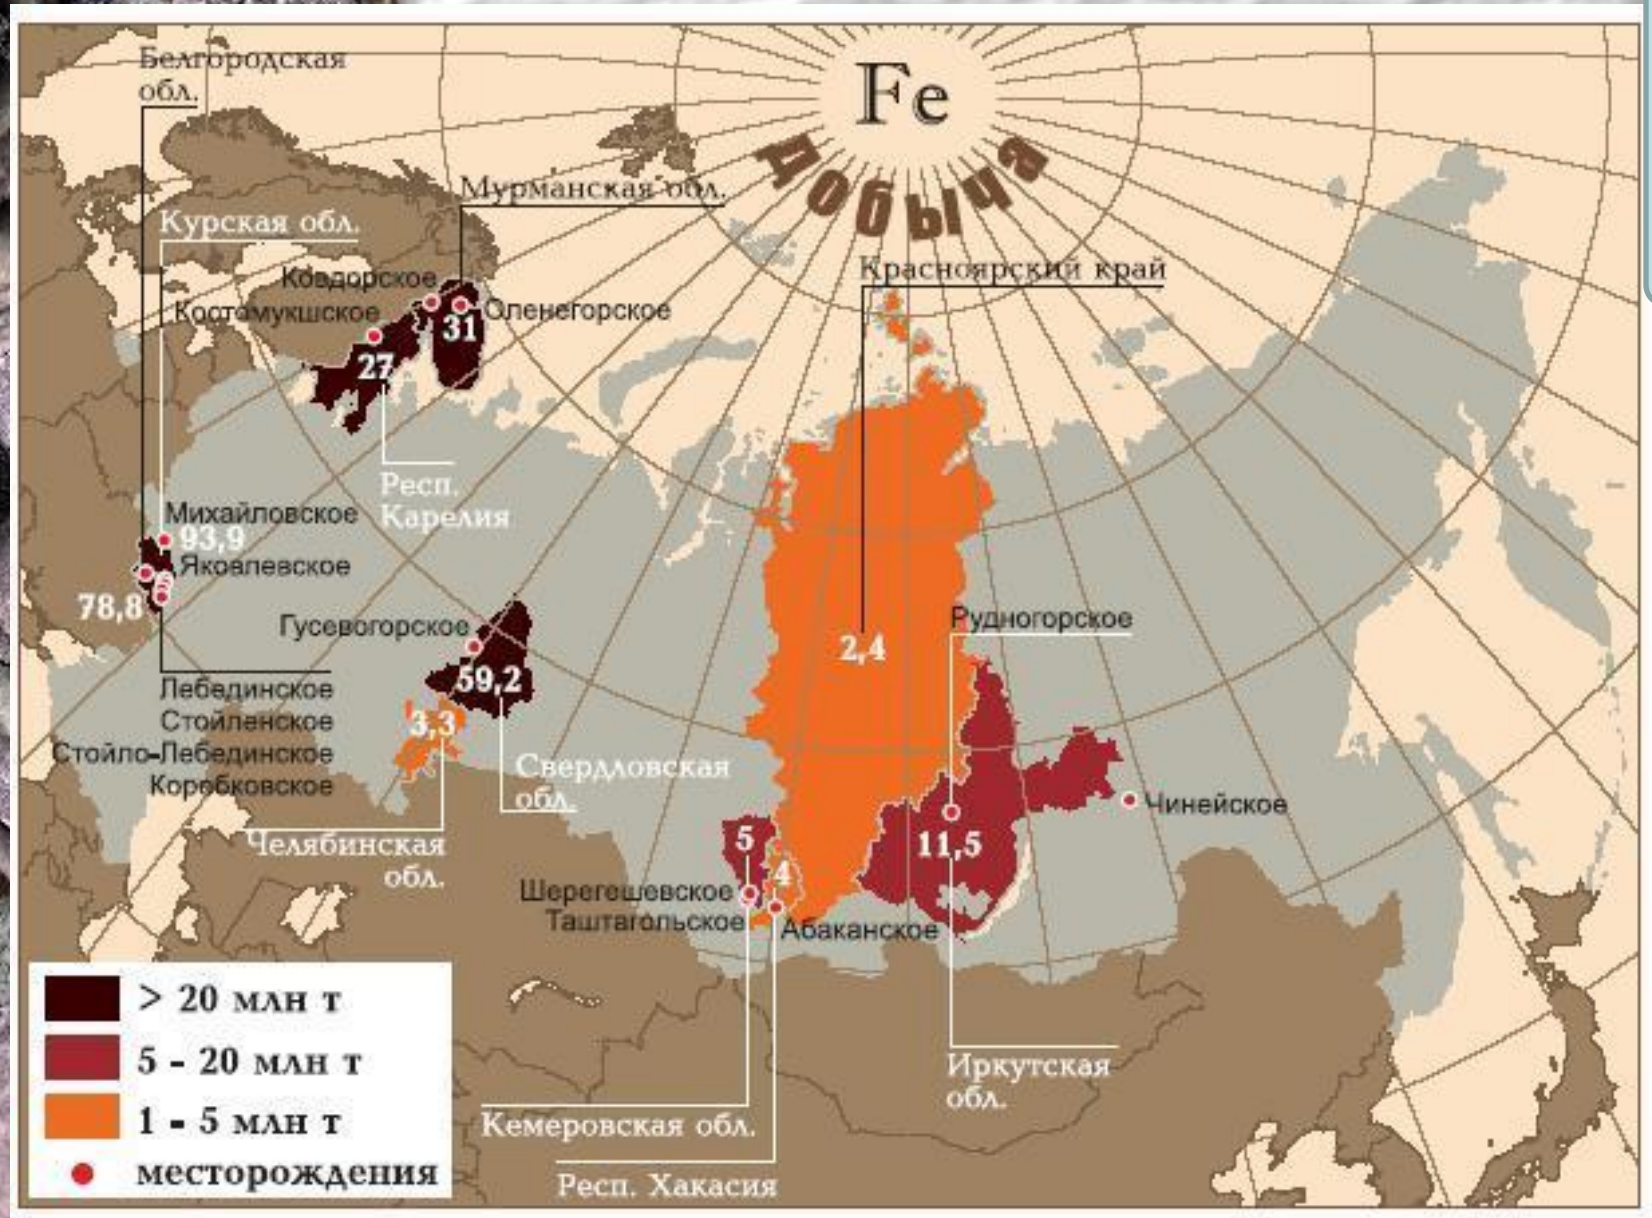 Fe
добыча
Белгородская
обл.
Мурманская обл.
Курская обл.
Ковдорское
Костомукшское
Оленегорское
31
27
Красноярский край
Респ.
Карелия
Михайловское
93,9
Яковлевское
78,8
Гусевогорское
59,2
Рудногорское
2,4
Лебединское
Стойленское
Стойло-Лебединское
Коробковское
3,3
Свердловская
обл.
Челябинская
обл.
Чинейское
5
11,5
4
Шерегешевское
Таштагольское
Абаканское
Иркутская
обл.
Кемеровская обл.
Респ. Хакасия
> 20 млн т
5 - 20 млн т
1 - 5 млн т
месторождения